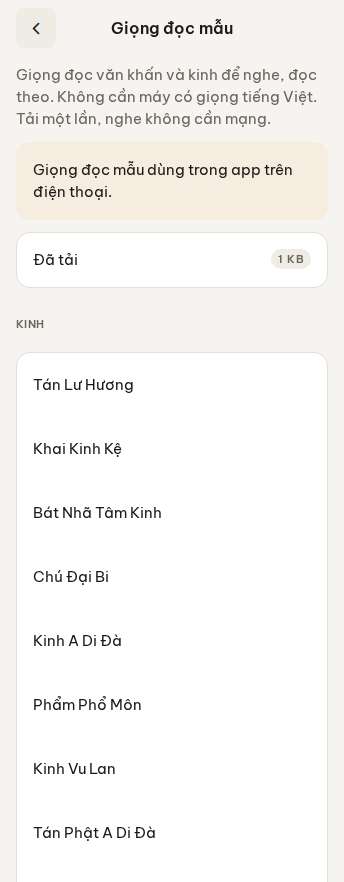 Giọng đọc mẫu
Giọng đọc văn khấn và kinh để nghe, đọc
theo. Không cần máy có giọng tiếng Việt.
Tải một lần, nghe không cần mạng.
Giọng đọc mẫu dùng trong app trên
điện thoại.
Đã tải
1 KB
KINH
Tán Lư Hương
Khai Kinh Kệ
Bát Nhã Tâm Kinh
Chú Đại Bi
Kinh A Di Đà
Phẩm Phổ Môn
Kinh Vu Lan
Tán Phật A Di Đà